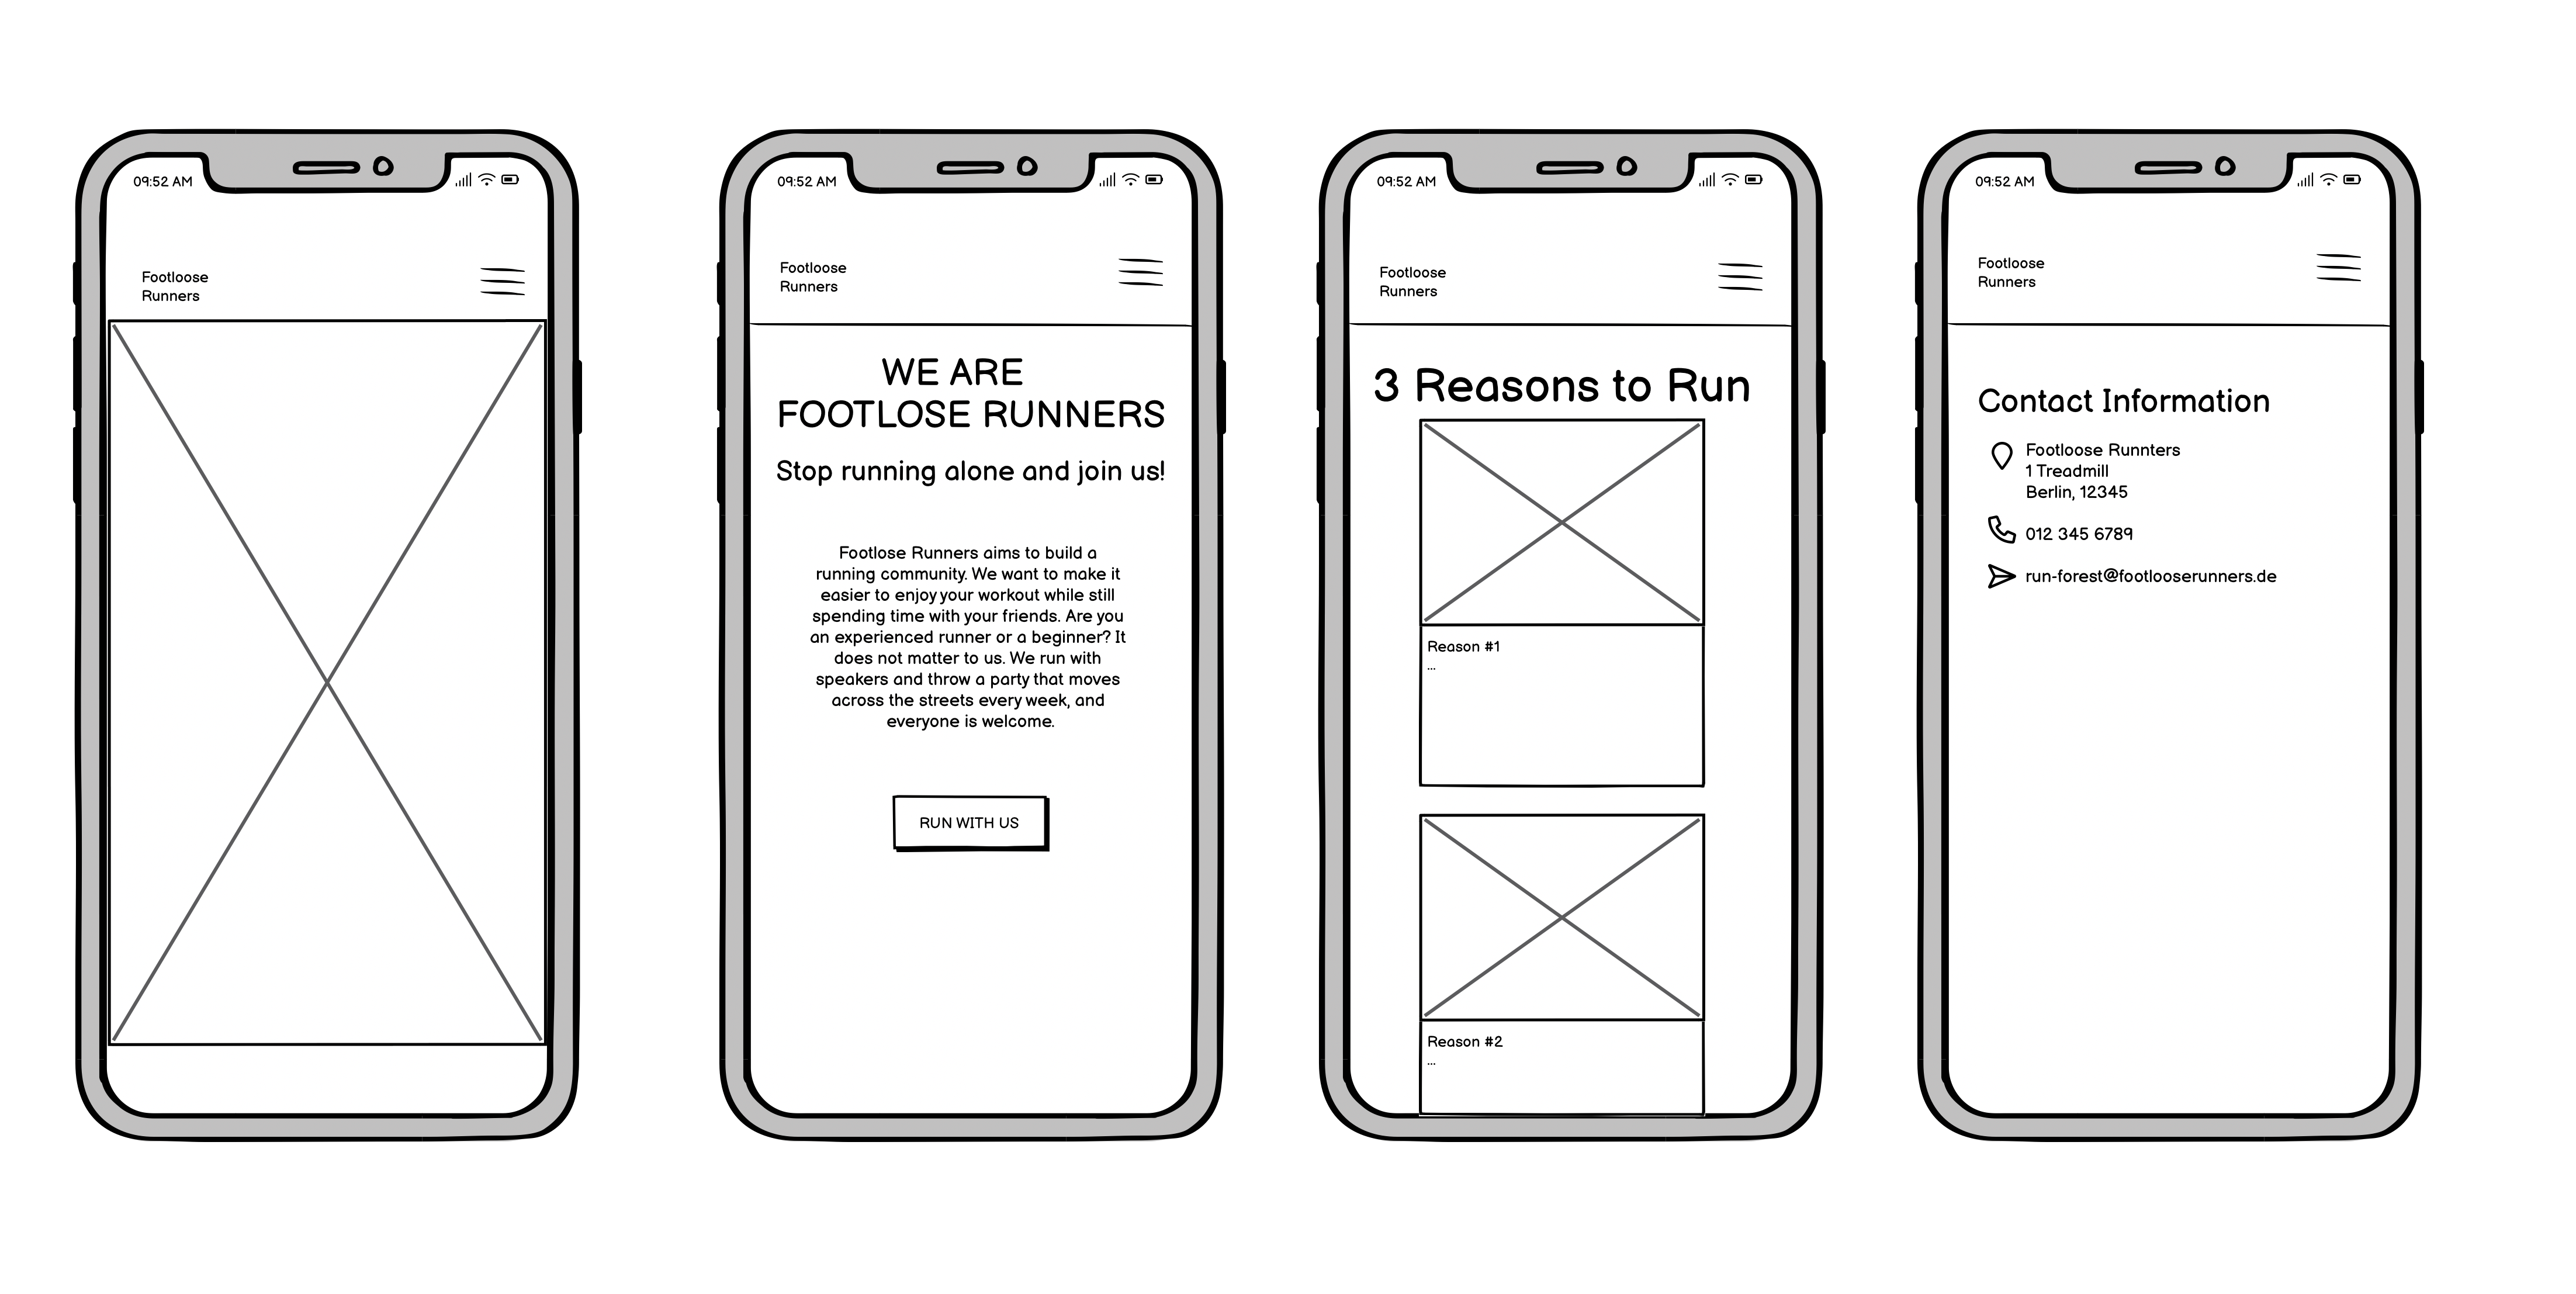 09:52 AM
Footloose
Runners
09:52 AM
Footloose
Runners
WE ARE
FOOTLOSE RUNNERS
Stop running alone and join us!
Footlose Runners aims to build a
running community. We want to make it
easier to enjoy your workout while still
spending time with your friends. Are you
an experienced runner or a beginner? It
does not matter to us. We run with
speakers and throw a party that moves
across the streets every week, and
everyone is welcome.
RUN WITH US
09:52 AM
Footloose
Runners
3 Reasons to Run
Reason #1
...
Reason #2
...
09:52 AM
Footloose
Runners
Contact Information
Footloose Runnters
1 Treadmill
Berlin, 12345
012 345 6789
run-forest@footlooserunners.de